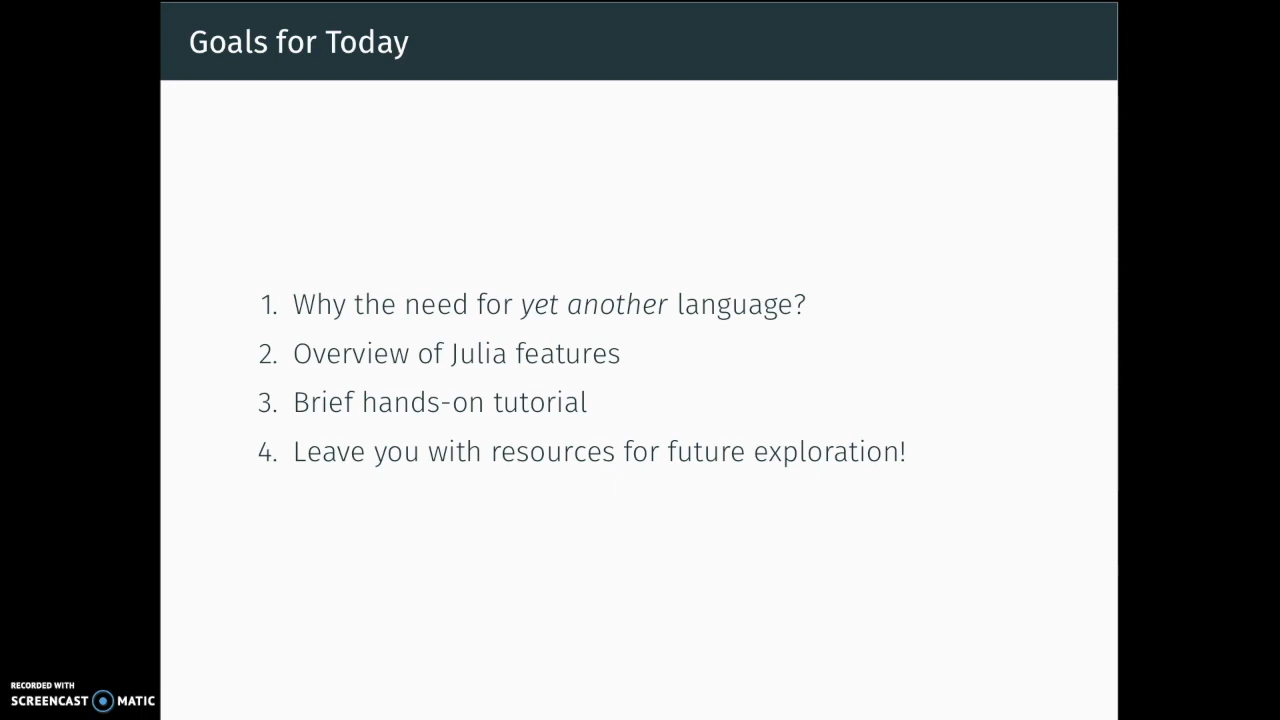 Goals for Today
1. Why the need for yet another language?
2. Overview of Julia features
3. Brief hands-on tutorial
4. Leave you with resources for future exploration!
RECORDED WITH
SCREENCAST MATIC